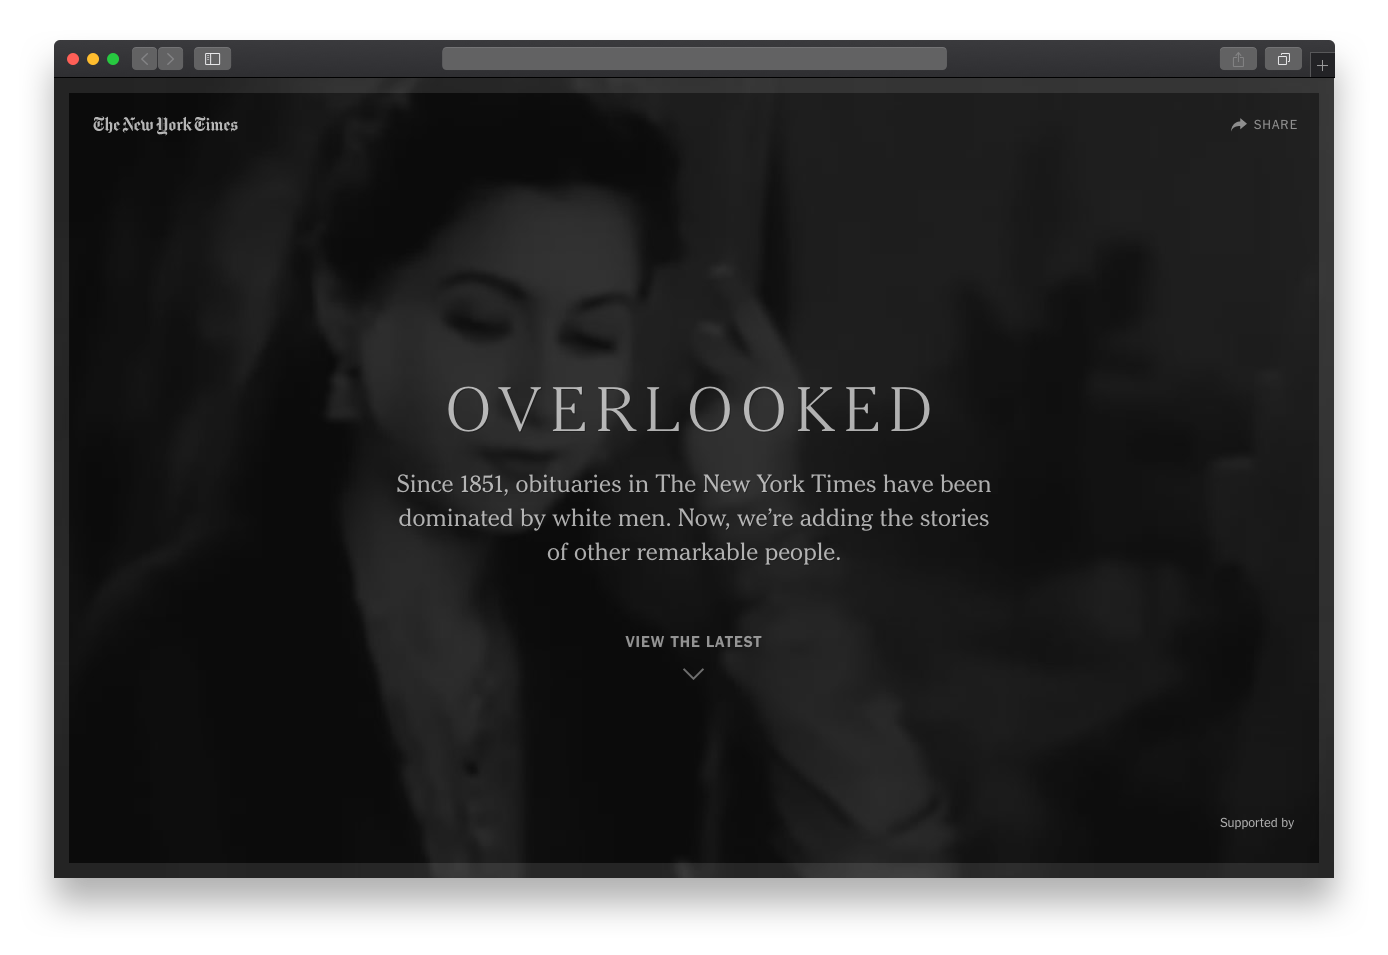 The New York Times
SHARE
OVERLOOKED
Since 1851, obituaries in The New York Times have been
dominated by white men. Now, we’re adding the stories
of other remarkable people.
VIEW THE LATEST
Supported by